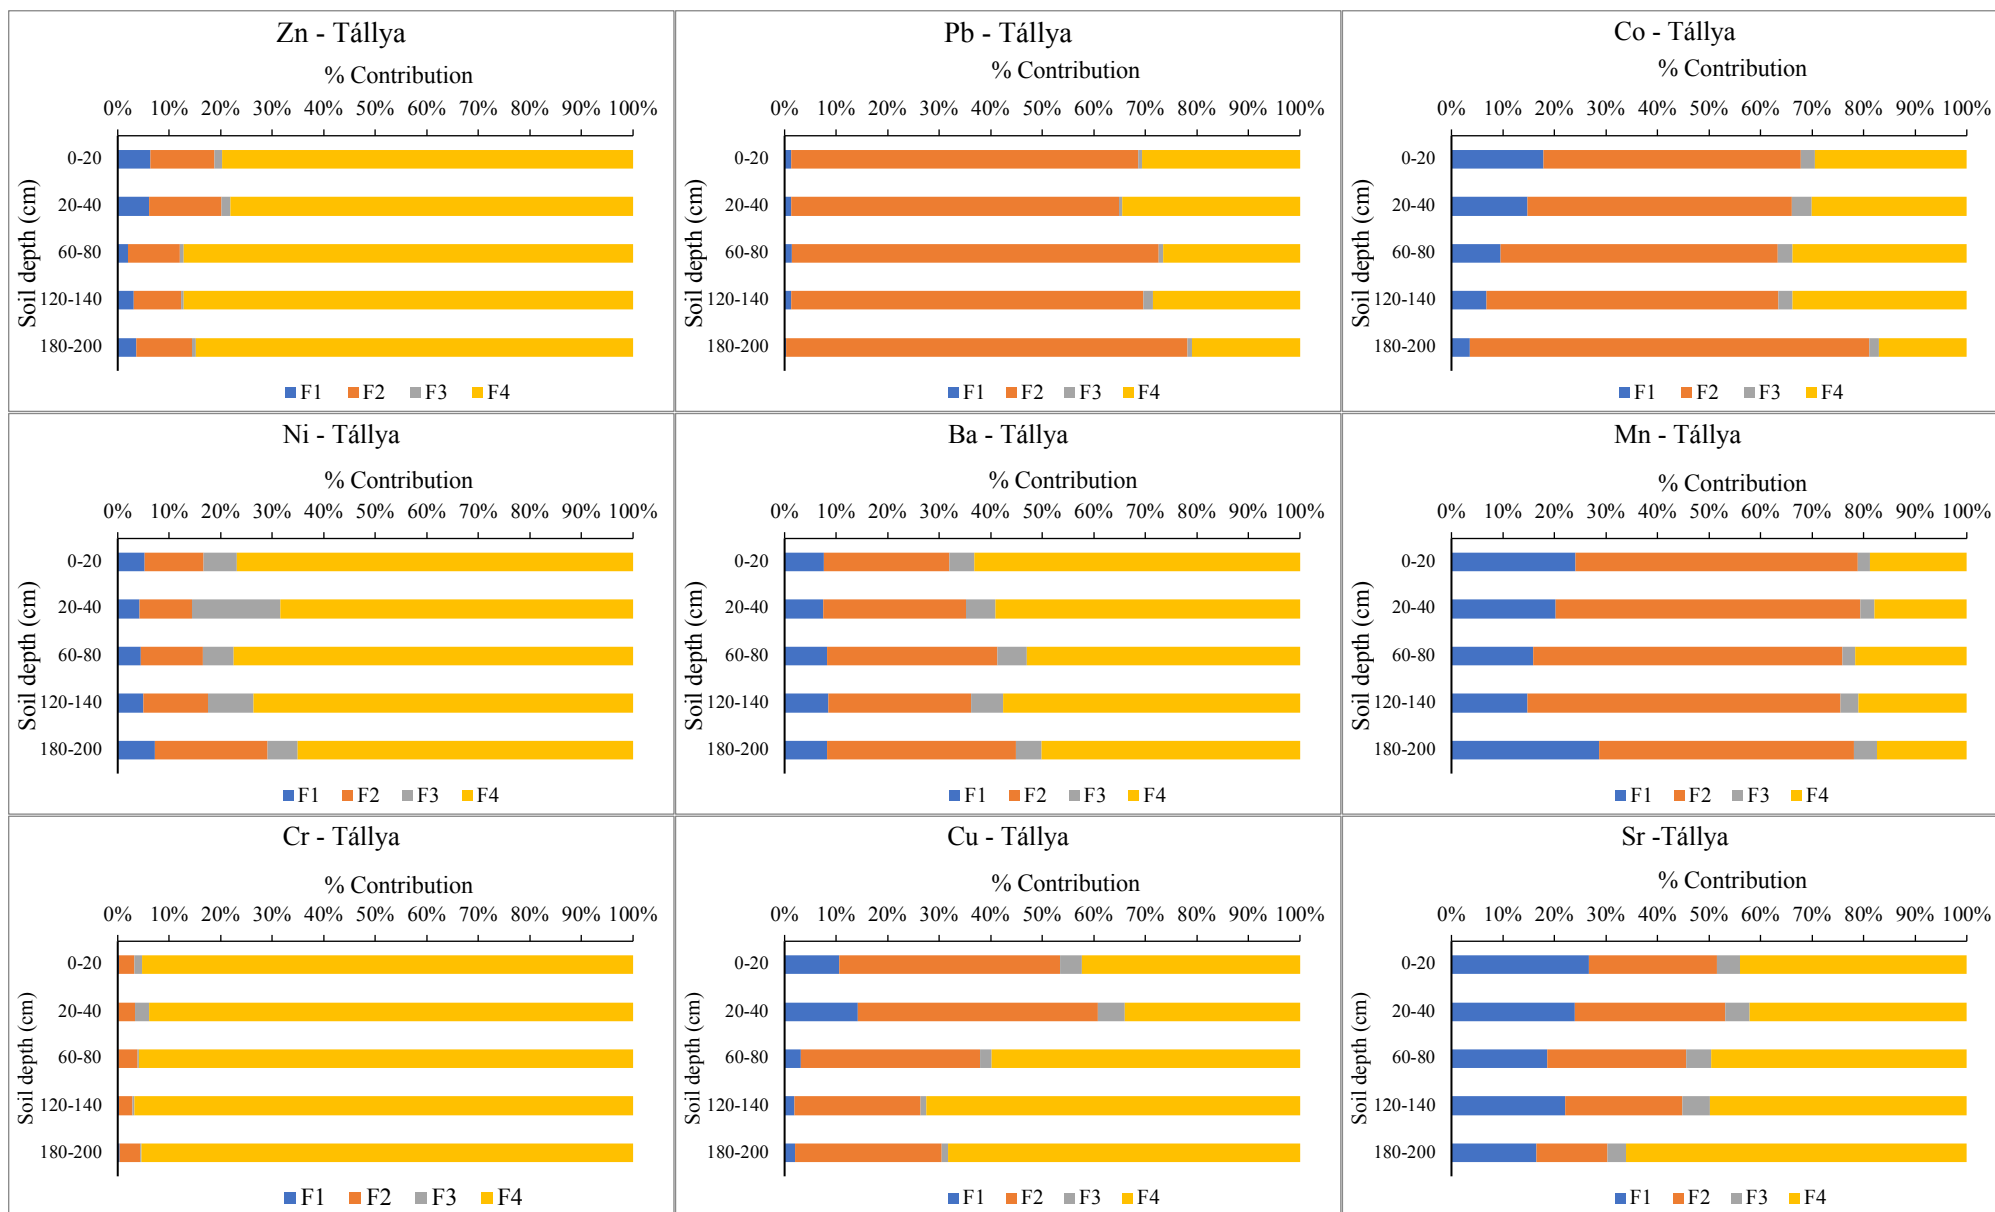 Zn - Tállya
% Contribution
0% 10% 20% 30% 40% 50% 60% 70% 80% 90% 100%
Soil depth (cm)
0-20
20-40
60-80
120-140
180-200
F1 F2 F3 F4
Pb - Tállya
% Contribution
0% 10% 20% 30% 40% 50% 60% 70% 80% 90% 100%
Soil depth (cm)
0-20
20-40
60-80
120-140
180-200
F1 F2 F3 F4
Co - Tállya
% Contribution
0% 10% 20% 30% 40% 50% 60% 70% 80% 90% 100%
Soil depth (cm)
0-20
20-40
60-80
120-140
180-200
F1 F2 F3 F4
Ni - Tállya
% Contribution
0% 10% 20% 30% 40% 50% 60% 70% 80% 90% 100%
Soil depth (cm)
0-20
20-40
60-80
120-140
180-200
F1 F2 F3 F4
Ba - Tállya
% Contribution
0% 10% 20% 30% 40% 50% 60% 70% 80% 90% 100%
Soil depth (cm)
0-20
20-40
60-80
120-140
180-200
F1 F2 F3 F4
Mn - Tállya
% Contribution
0% 10% 20% 30% 40% 50% 60% 70% 80% 90% 100%
Soil depth (cm)
0-20
20-40
60-80
120-140
180-200
F1 F2 F3 F4
Cr - Tállya
% Contribution
0% 10% 20% 30% 40% 50% 60% 70% 80% 90% 100%
Soil depth (cm)
0-20
20-40
60-80
120-140
180-200
F1 F2 F3 F4
Cu - Tállya
% Contribution
0% 10% 20% 30% 40% 50% 60% 70% 80% 90% 100%
Soil depth (cm)
0-20
20-40
60-80
120-140
180-200
F1 F2 F3 F4
Sr -Tállya
% Contribution
0% 10% 20% 30% 40% 50% 60% 70% 80% 90% 100%
Soil depth (cm)
0-20
20-40
60-80
120-140
180-200
F1 F2 F3 F4